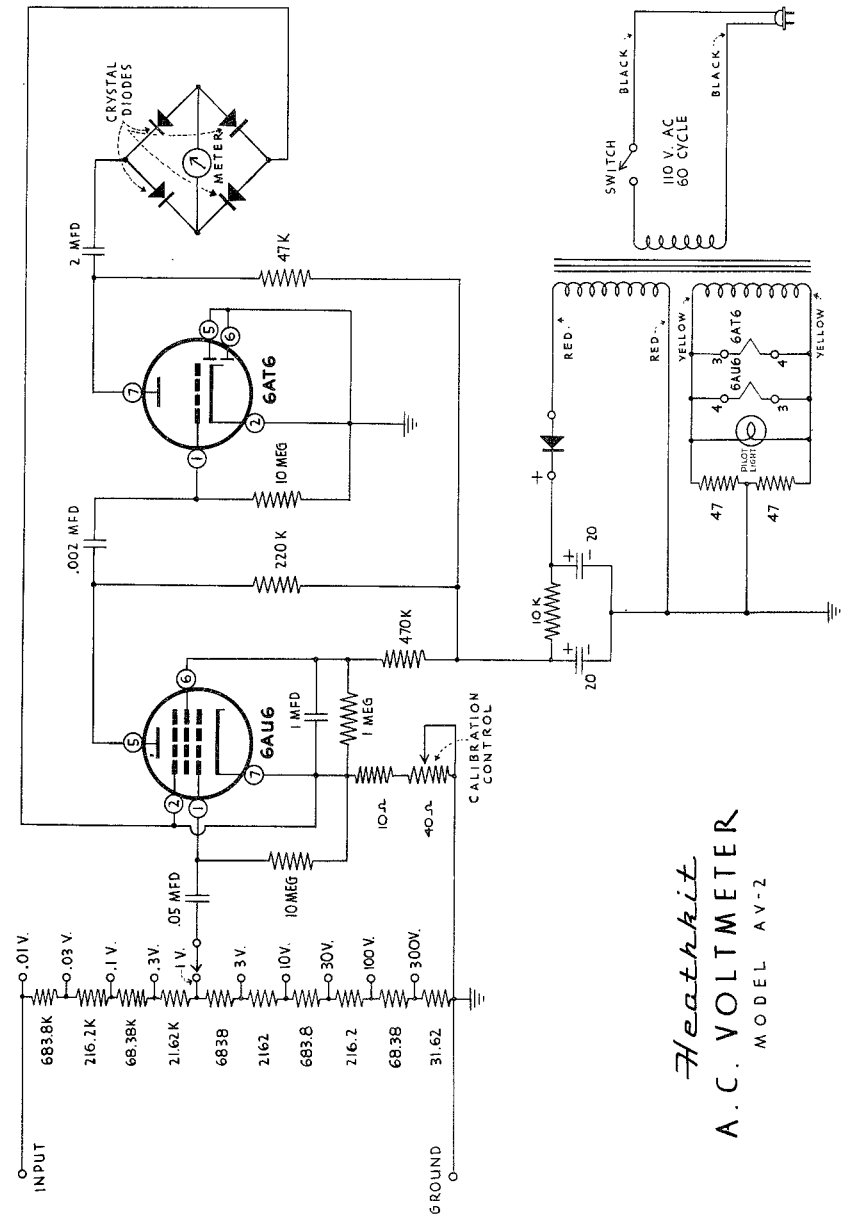 INPUT
GROUND
683.8K
216.2K
68.38K
21.62K
6838
2162
683.8
216.2
68.38
31.62
.01V.
.03 V.
.1 V.
.3V.
1 V.
3 V.
10V.
30V.
100V.
300V.
.05 MFD
10MEG
2
1
5
6
7
6AU6
1 MFD
1 MEG
10Ω
40Ω
CALIBRATION
CONTROL
470K
220K
.002 MFD
10 MEG
1
7
2
5
6
6AT6
47K
2 MFD
CRYSTAL
DIODES
METER
20
+
-
10K
+
-
20
+
RED.
RED
YELLOW
YELLOW
47
47
PILOT
LIGHT
4
6AU6
3
3
6AT6
4
SWITCH
110 V. AC
60 CYCLE
BLACK
BLACK
Heathkit
A.C. VOLTMETER
MODEL AV-2